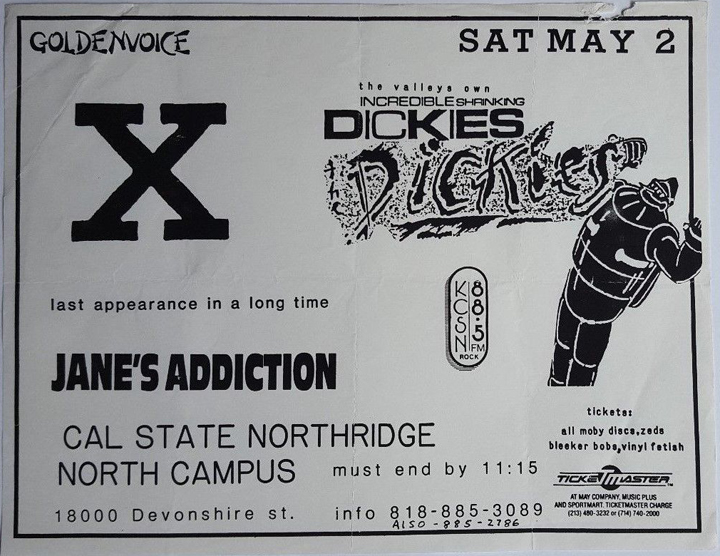 GOLDENVOICE
SAT MAY 2
X
the valleys own
INCREDIBLE SHRINKING
DICKIES
the DICKIES
last appearance in a long time
KCSN 88.5 FM
ROCK
JANE'S ADDICTION
CAL STATE NORTHRIDGE
NORTH CAMPUS
must end by 11:15
18000 Devonshire st.
info 818-885-3089
ALSO - 885-2786
tickets:
all moby discs,zeds
bleeker bobs,vinyl fetish
TICKETMASTER
AT MAY COMPANY, MUSIC PLUS
AND SPORTMART, TICKETMASTER CHARGE
(213) 480-3232 or (714) 740-2000